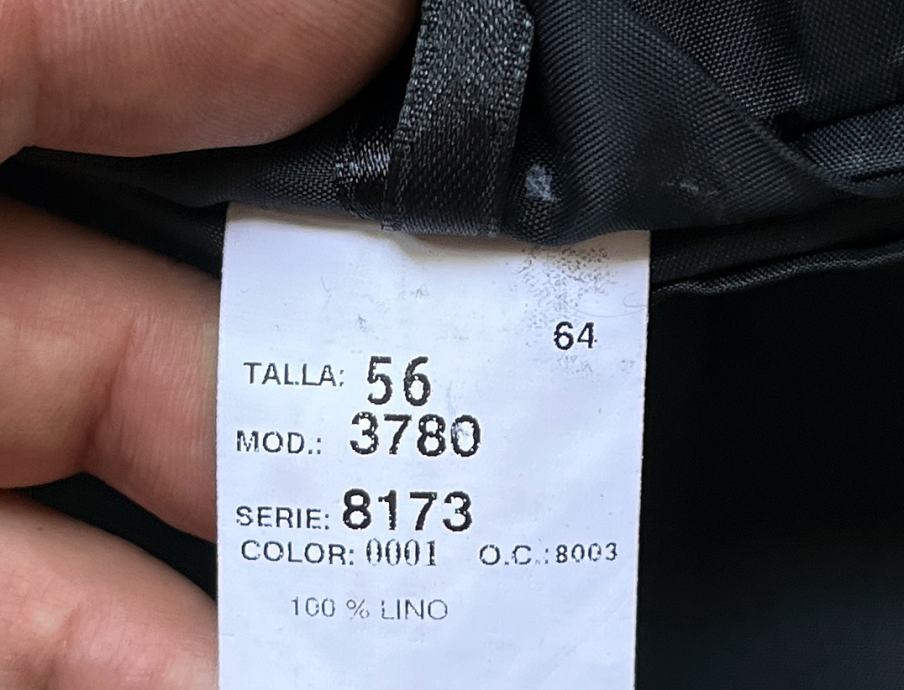 64
TALLA: 56
MOD.: 3780
SERIE: 8173
COLOR: 0001 O.C.:8003
100 % LINO